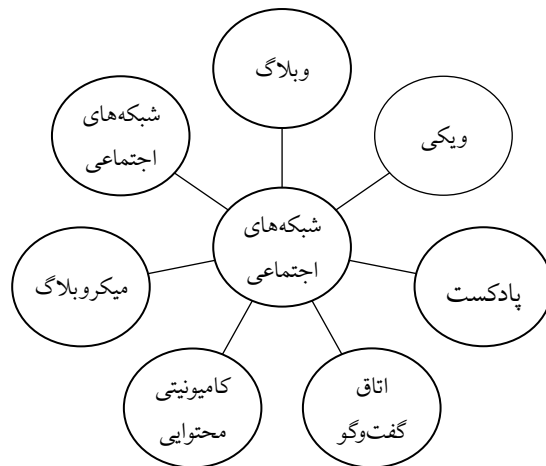 وبلاگ
ویکی
شبکه‌های
اجتماعی
شبکه‌های
اجتماعی
پادکست
میکروبلاگ
اتاق
گفت‌وگو
کامیونیتی
محتوایی